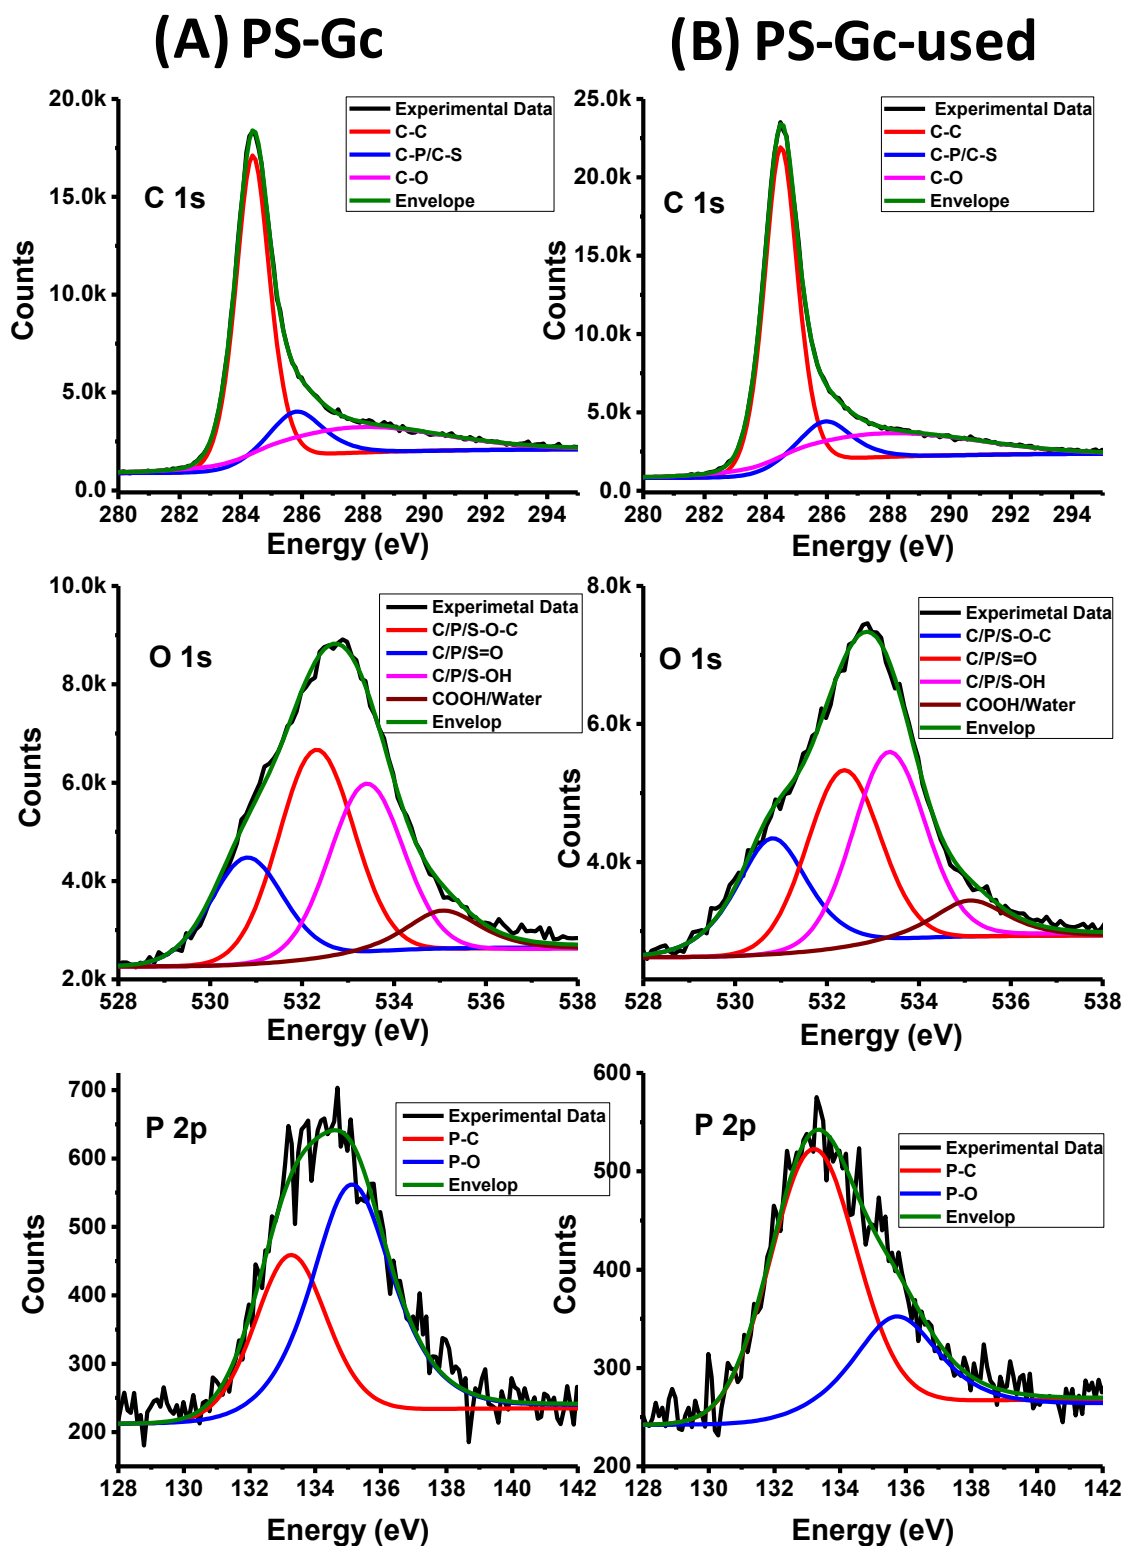 (A) PS-Gc
(B) PS-Gc-used
20.0k
15.0k
10.0k
5.0k
0.0
Counts
C 1s
Experimental Data
C-C
C-P/C-S
C-O
Envelope
280 282 284 286 288 290 292 294
Energy (eV)
25.0k
20.0k
15.0k
10.0k
5.0k
0.0
Counts
C 1s
Experimental Data
C-C
C-P/C-S
C-O
Envelope
280 282 284 286 288 290 292 294
Energy (eV)
10.0k
8.0k
6.0k
4.0k
2.0k
Counts
O 1s
Experimetal Data
C/P/S-O-C
C/P/S=O
C/P/S-OH
COOH/Water
Envelop
528 530 532 534 536 538
Energy (eV)
8.0k
6.0k
4.0k
Counts
O 1s
Experimetal Data
C/P/S-O-C
C/P/S=O
C/P/S-OH
COOH/Water
Envelop
528 530 532 534 536 538
Energy (eV)
700
600
500
400
300
200
Counts
P 2p
Experimental Data
P-C
P-O
Envelop
128 130 132 134 136 138 140 142
Energy (eV)
600
500
400
300
200
Counts
P 2p
Experimental Data
P-C
P-O
Envelop
128 130 132 134 136 138 140 142
Energy (eV)